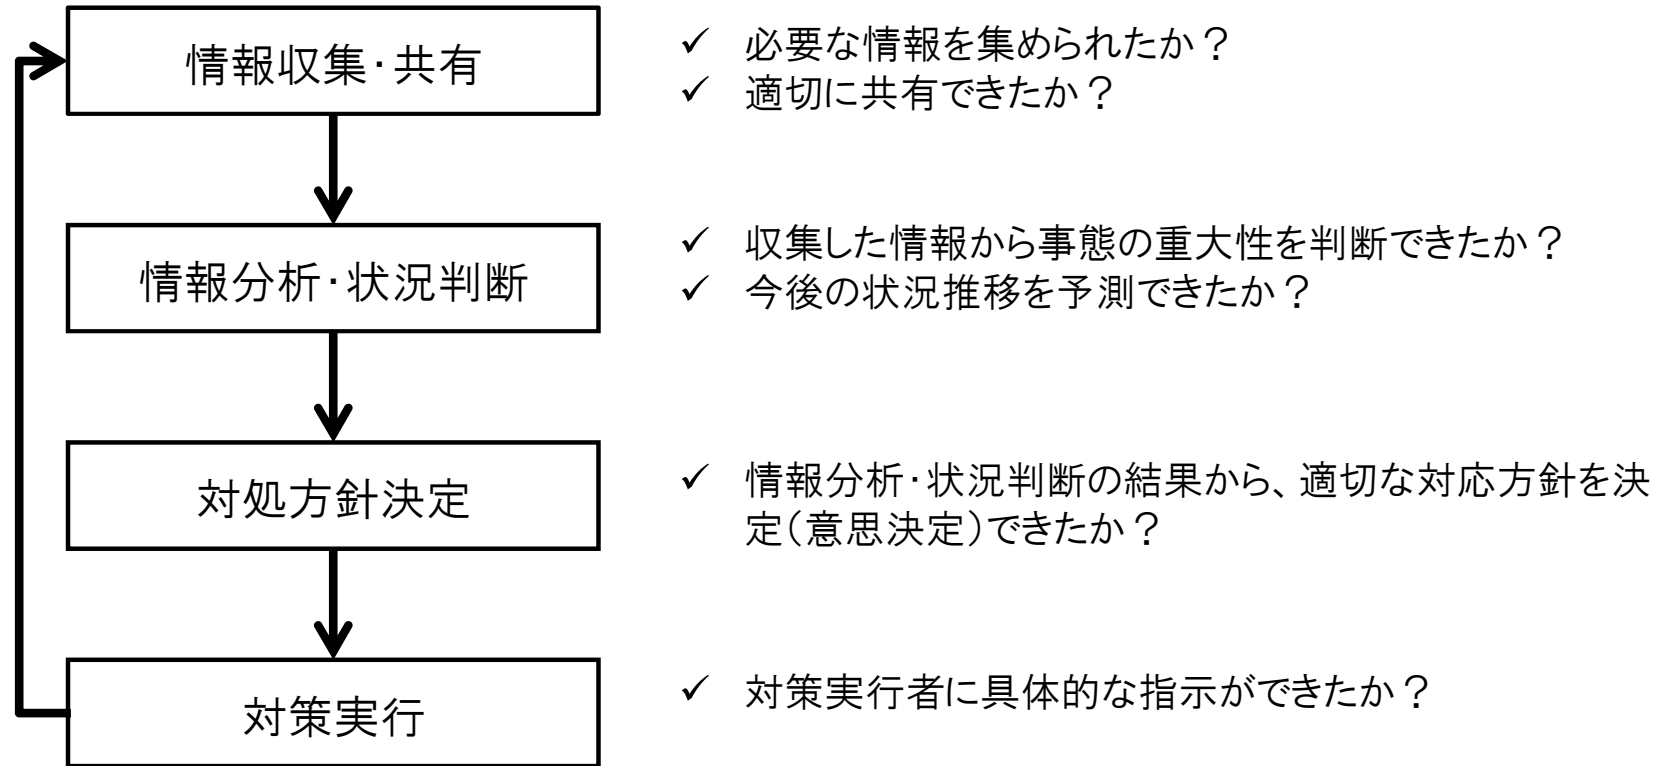 情報収集・共有
✓ 必要な情報を集められたか？
✓ 適切に共有できたか？
情報分析・状況判断
✓ 収集した情報から事態の重大性を判断できたか？
✓ 今後の状況推移を予測できたか？
対処方針決定
✓ 情報分析・状況判断の結果から、適切な対応方針を決
定（意思決定）できたか？
対策実行
✓ 対策実行者に具体的な指示ができたか？